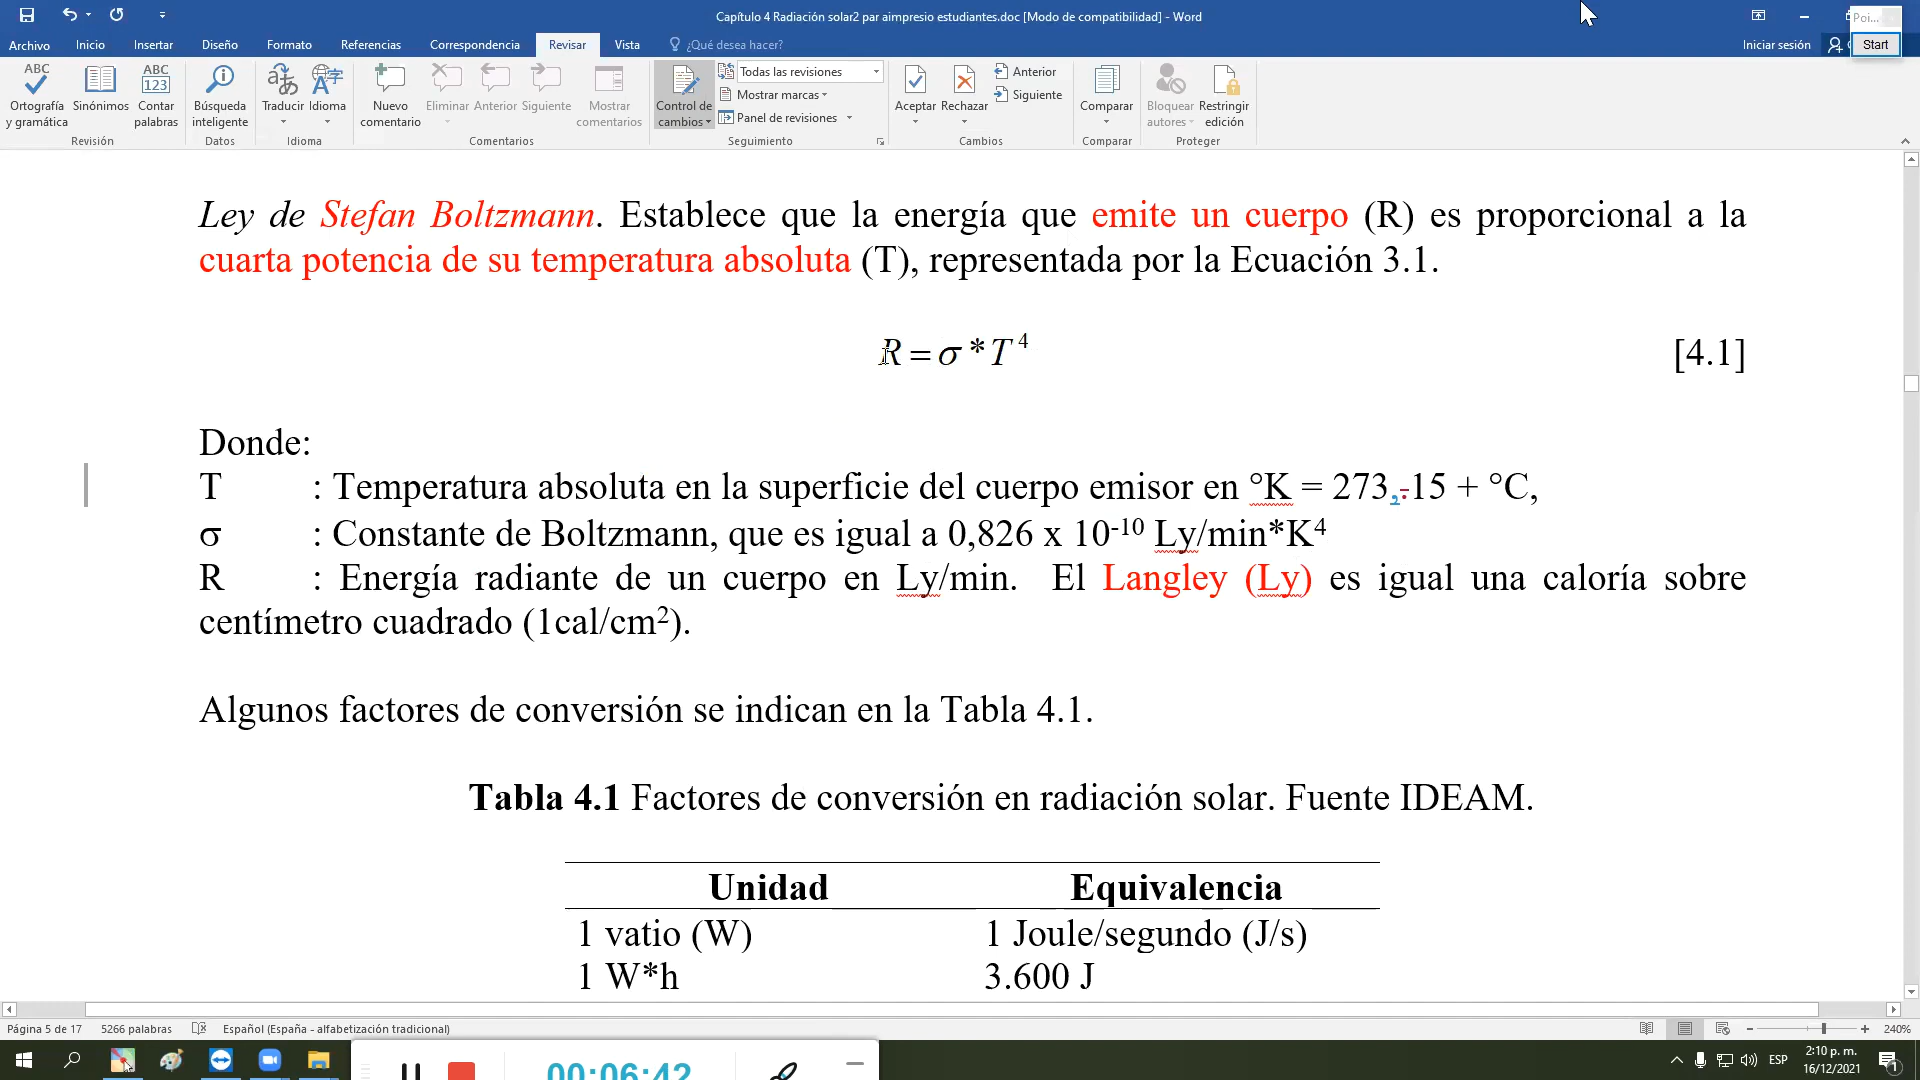 Capítulo 4 Radiación solar2 par aimpresio estudiantes.doc [Modo de compatibilidad] - Word
Poi...
Archivo Inicio Insertar Diseño Formato Referencias Correspondencia Revisar Vista ¿Qué desea hacer? Iniciar sesión Start
Ortografía y gramática
Sinónimos
Contar palabras
Búsqueda inteligente
Traducir
Idioma
Nuevo comentario
Eliminar
Anterior
Siguiente
Mostrar comentarios
Control de cambios
Todas las revisiones
Mostrar marcas
Panel de revisiones
Aceptar
Rechazar
Anterior
Siguiente
Comparar
Bloquear autores
Restringir edición
Revisión Datos Idioma Comentarios Seguimiento Cambios Comparar Proteger
Ley de Stefan Boltzmann. Establece que la energía que emite un cuerpo (R) es proporcional a la
cuarta potencia de su temperatura absoluta (T), representada por la Ecuación 3.1.
R = σ * T⁴ [4.1]
Donde:
T : Temperatura absoluta en la superficie del cuerpo emisor en °K = 273,.15 + °C,
σ : Constante de Boltzmann, que es igual a 0,826 x 10⁻¹⁰ Ly/min*K⁴
R : Energía radiante de un cuerpo en Ly/min. El Langley (Ly) es igual una caloría sobre
centímetro cuadrado (1cal/cm²).
Algunos factores de conversión se indican en la Tabla 4.1.
Tabla 4.1 Factores de conversión en radiación solar. Fuente IDEAM.
Unidad Equivalencia
1 vatio (W) 1 Joule/segundo (J/s)
1 W*h 3.600 J
Página 5 de 17 5266 palabras Español (España - alfabetización tradicional) 240%
00:06:42
ESP
2:10 p. m.
16/12/2021
1